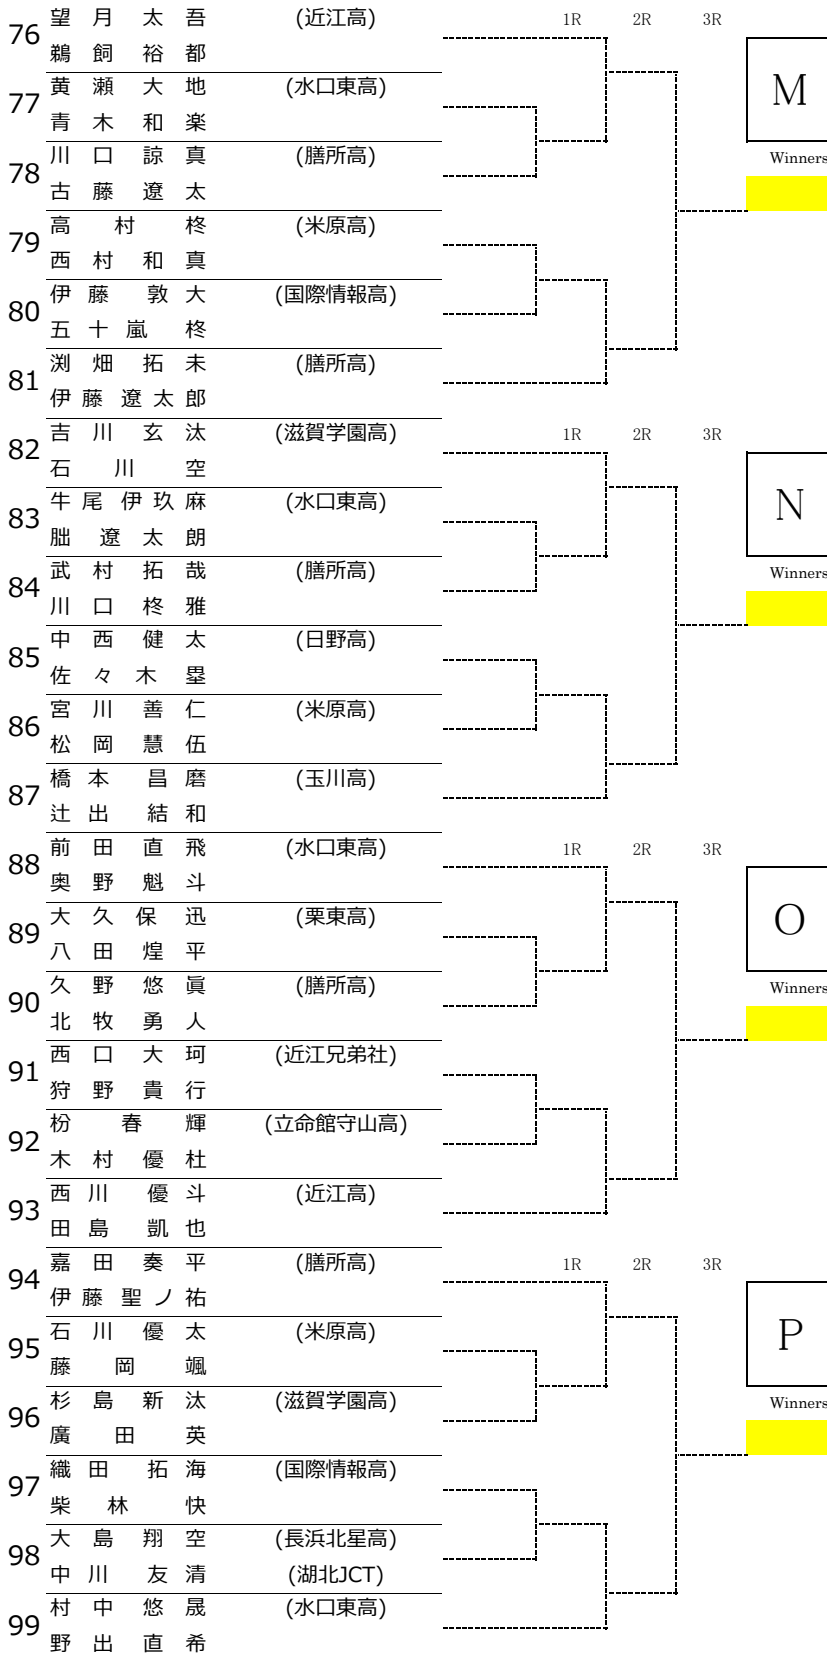 76 望月 太吾 (近江高) 1R 2R 3R
鵜飼 裕都
M
77 黄瀬 大地 (水口東高)
青木 和楽
78 川口 諒真 (膳所高) Winners
古藤 遼太
79 高村 柊 (米原高)
西村 和真
80 伊藤 敦大 (国際情報高)
五十嵐 柊
81 渕畑 拓未 (膳所高)
伊藤 遼太郎
82 吉川 玄汰 (滋賀学園高) 1R 2R 3R
石川 空
N
83 牛尾 伊玖麻 (水口東高)
朏 遼太朗
84 武村 拓哉 (膳所高) Winners
川口 柊雅
85 中西 健太 (日野高)
佐々木 塁
86 宮川 善仁 (米原高)
松岡 慧伍
87 橋本 昌磨 (玉川高)
辻出 結和
88 前田 直飛 (水口東高) 1R 2R 3R
奥野 魁斗
O
89 大久保 迅 (栗東高)
八田 煌平
90 久野 悠眞 (膳所高) Winners
北牧 勇人
91 西口 大珂 (近江兄弟社)
狩野 貴行
92 枌 春輝 (立命館守山高)
木村 優杜
93 西川 優斗 (近江高)
田島 凱也
94 嘉田 奏平 (膳所高) 1R 2R 3R
伊藤 聖ノ祐
P
95 石川 優太 (米原高)
藤岡 颯
96 杉島 新汰 (滋賀学園高) Winners
廣田 英
97 織田 拓海 (国際情報高)
柴林 快
98 大島 翔空 (長浜北星高)
中川 友清 (湖北JCT)
99 村中 悠晟 (水口東高)
野出 直希